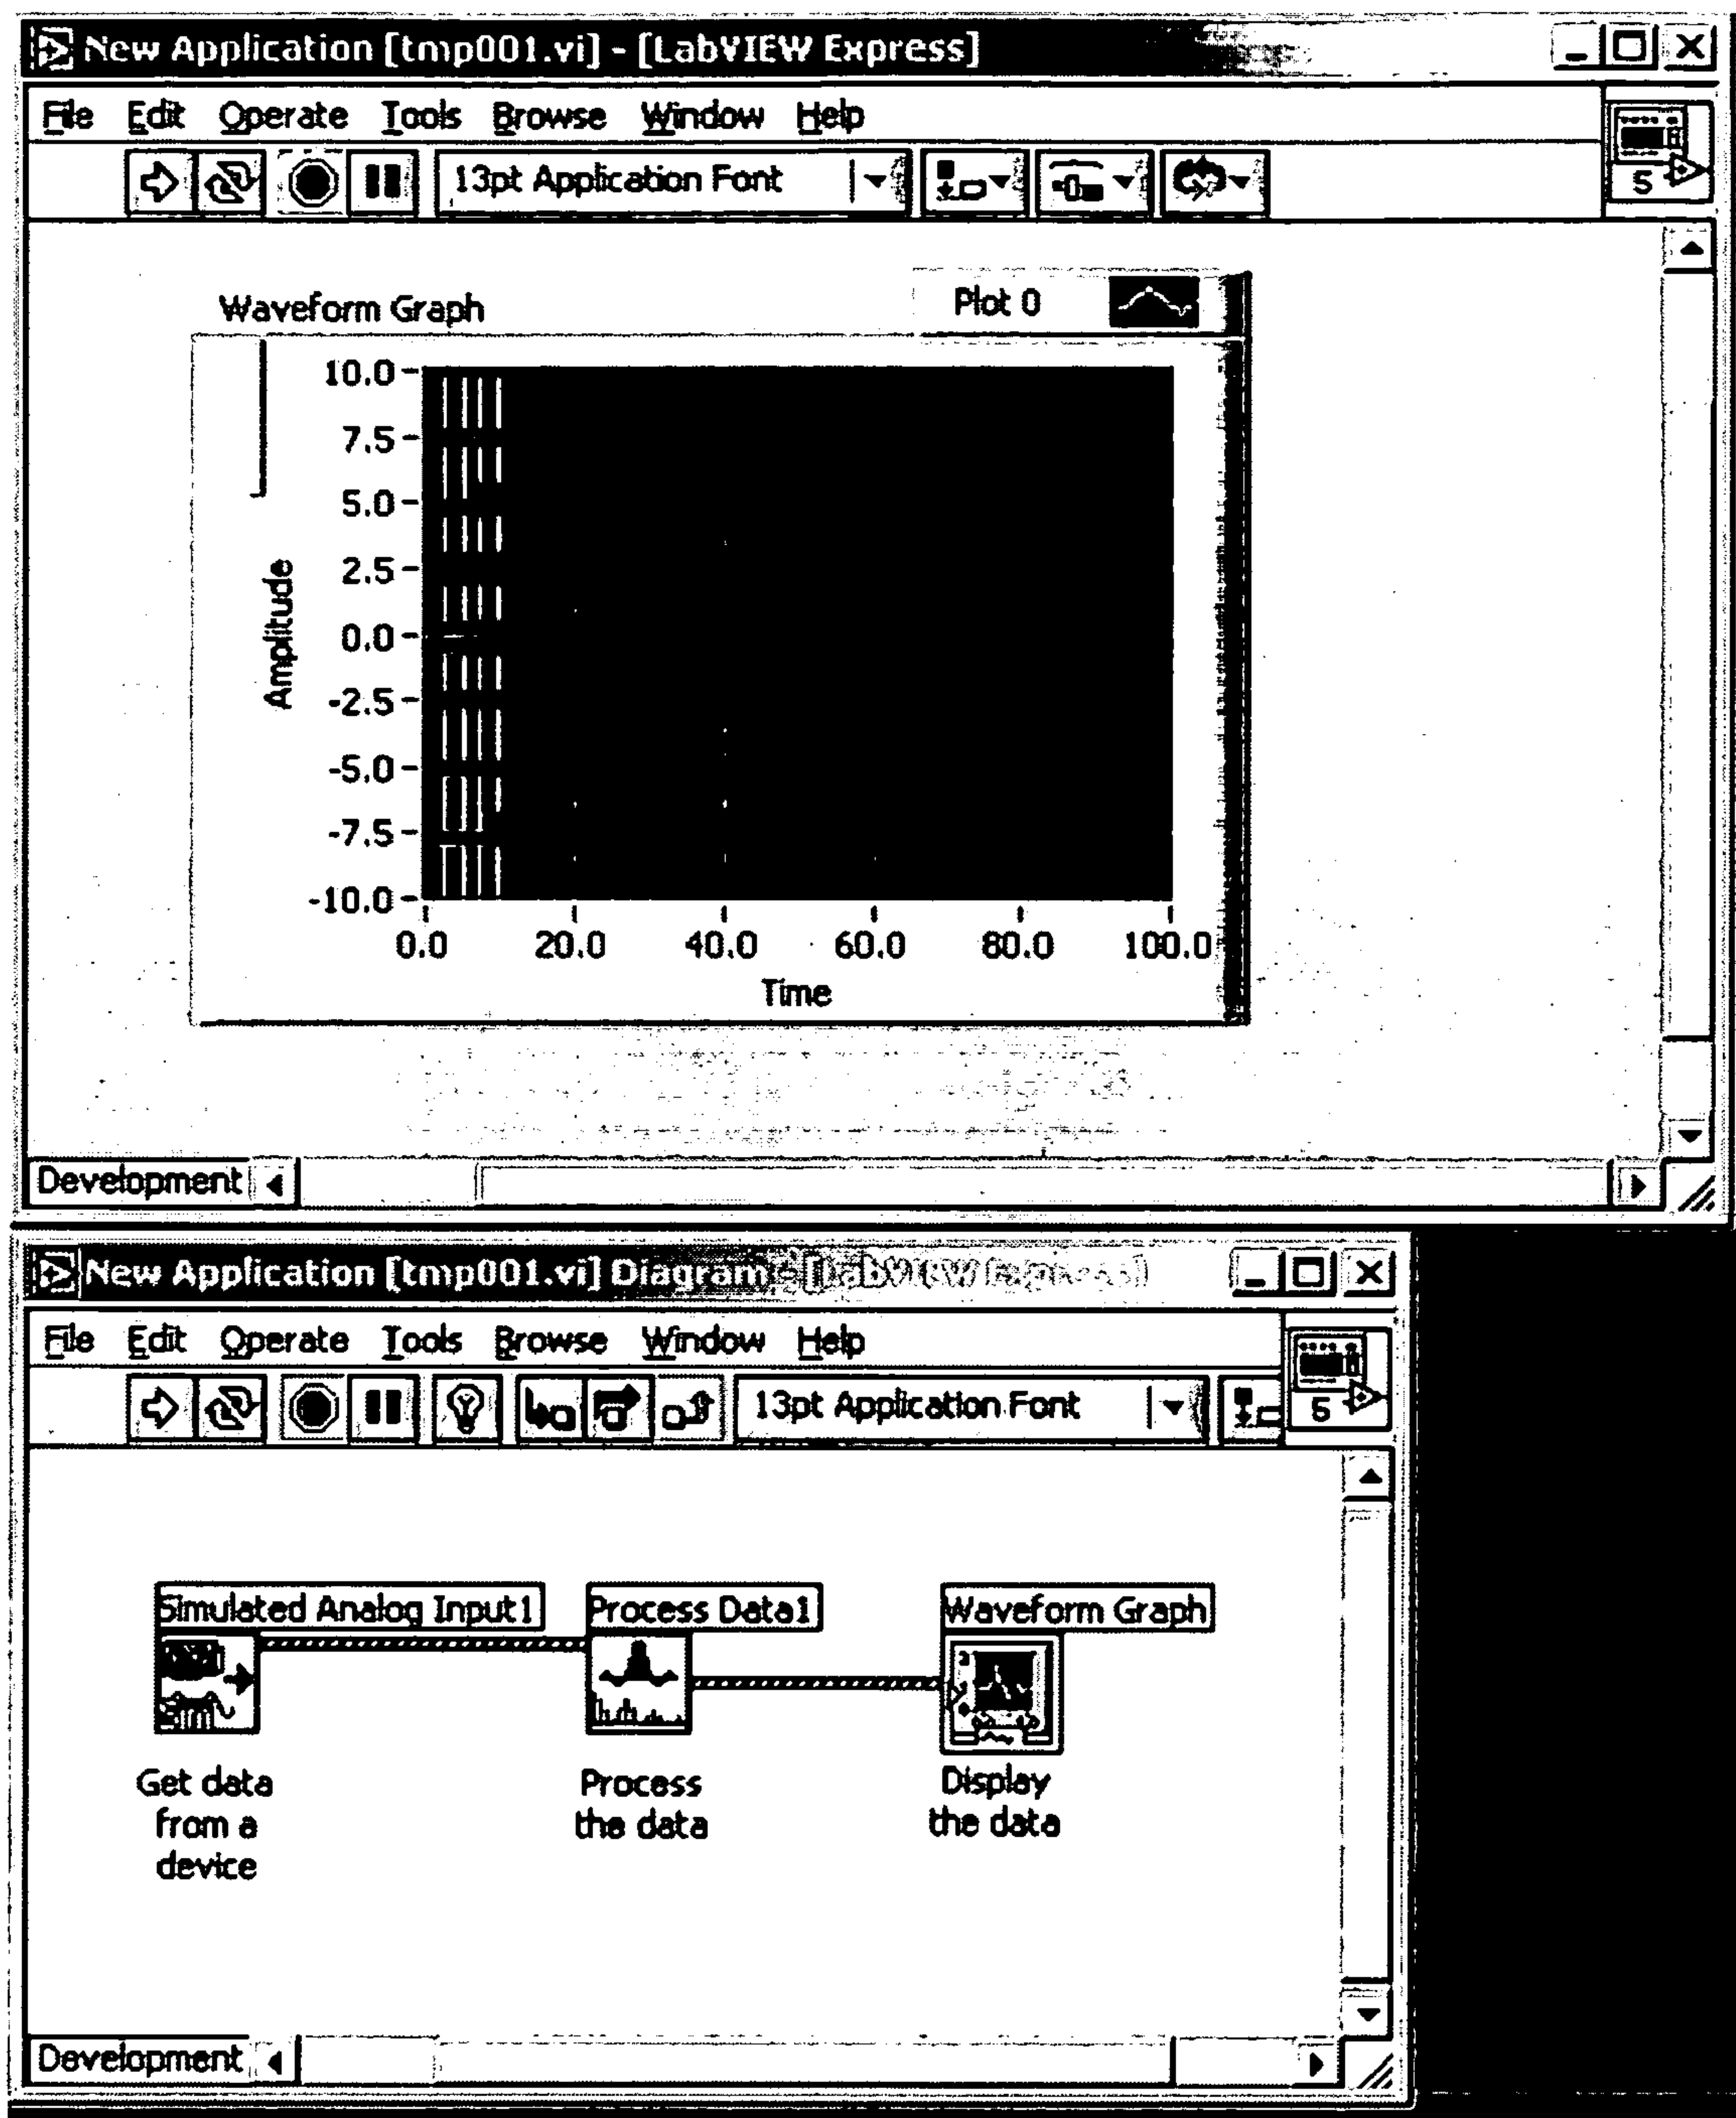 New Application [tmp001.vi] - [LabVIEW Express]
File Edit Operate Tools Browse Window Help
13pt Application Font
5
Waveform Graph
Plot 0
10.0
7.5
5.0
2.5
0.0
-2.5
-5.0
-7.5
-10.0
Amplitude
0.0 20.0 40.0 60.0 80.0 100.0
Time
Development
New Application [tmp001.vi] Diagram - [LabVIEW Express]
File Edit Operate Tools Browse Window Help
13pt Application Font
5
Simulated Analog Input1 Process Data1 Waveform Graph
Get data
from a
device
Process
the data
Display
the data
Development